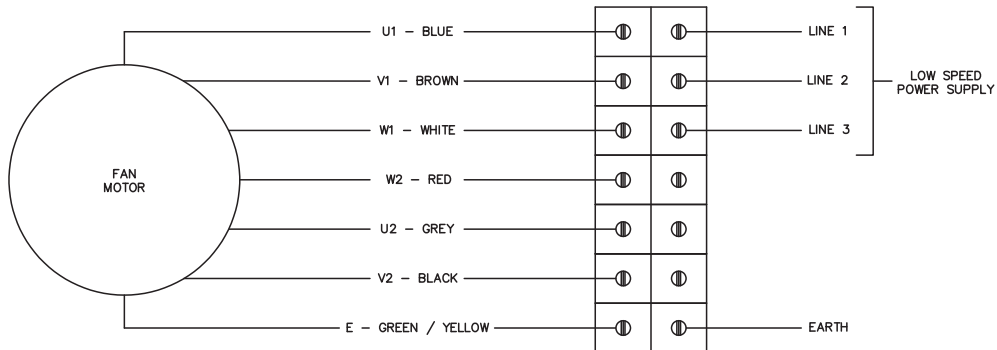 U1 - BLUE
LINE 1
V1 - BROWN
LINE 2
LOW SPEED
POWER SUPPLY
W1 - WHITE
LINE 3
FAN
MOTOR
W2 - RED
U2 - GREY
V2 - BLACK
E - GREEN / YELLOW
EARTH